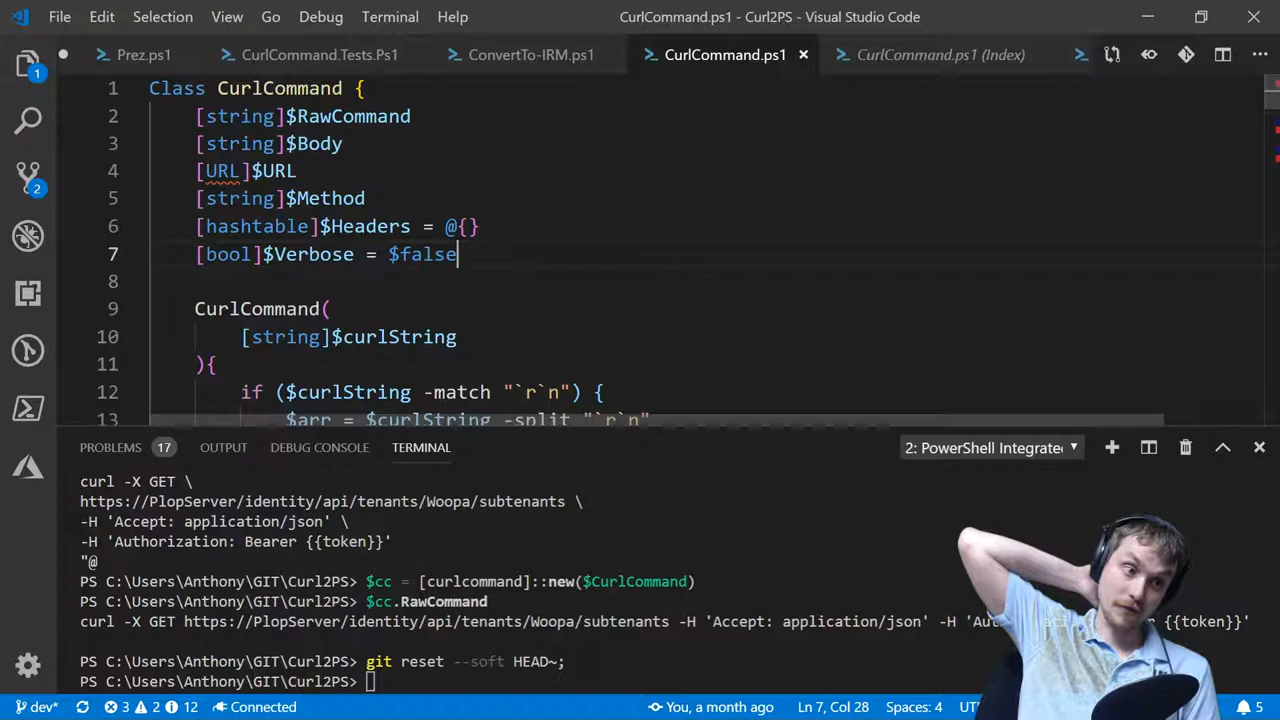 File Edit Selection View Go Debug Terminal Help CurlCommand.ps1 - Curl2PS - Visual Studio Code
Prez.ps1 CurlCommand.Tests.Ps1 ConvertTo-IRM.ps1 CurlCommand.ps1 CurlCommand.ps1 (Index)
1 Class CurlCommand {
2 [string]$RawCommand
3 [string]$Body
4 [URL]$URL
5 [string]$Method
6 [hashtable]$Headers = @{}
7 [bool]$Verbose = $false
8
9 CurlCommand(
10 [string]$curlString
11 ){
12 if ($curlString -match "`r`n") {
13 $arr = $curlString -split "`r`n"
1
2
PROBLEMS 17 OUTPUT DEBUG CONSOLE TERMINAL 2: PowerShell Integrated
curl -X GET \
https://PlopServer/identity/api/tenants/Woopa/subtenants \
-H 'Accept: application/json' \
-H 'Authorization: Bearer {{token}}'
"@
PS C:\Users\Anthony\GIT\Curl2PS> $cc = [curlcommand]::new($CurlCommand)
PS C:\Users\Anthony\GIT\Curl2PS> $cc.RawCommand
curl -X GET https://PlopServer/identity/api/tenants/Woopa/subtenants -H 'Accept: application/json' -H {{token}}'
PS C:\Users\Anthony\GIT\Curl2PS> git reset --soft HEAD~;
PS C:\Users\Anthony\GIT\Curl2PS>
dev* 3 2 12 Connected You, a month ago Ln 7, Col 28 Spaces: 4 5